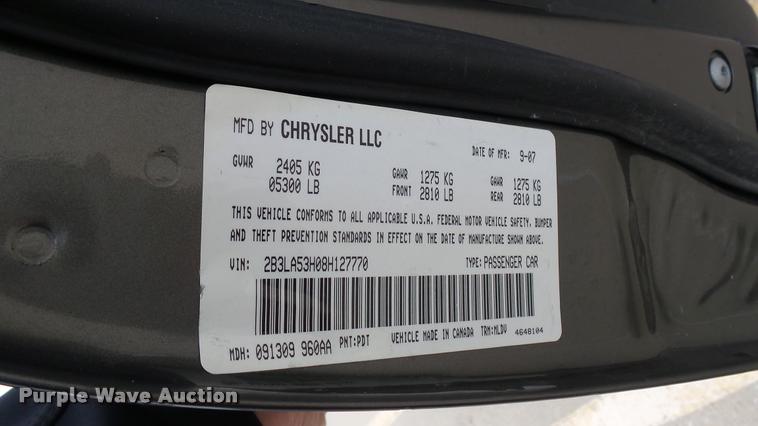 MFD BY CHRYSLER LLC
DATE OF MFR: 9-07
GVWR 2405 KG
05300 LB
GAWR 1275 KG
FRONT 2810 LB
GAWR 1275 KG
REAR 2810 LB
THIS VEHICLE CONFORMS TO ALL APPLICABLE U.S.A. FEDERAL MOTOR VEHICLE SAFETY, BUMPER
AND THEFT PREVENTION STANDARDS IN EFFECT ON THE DATE OF MANUFACTURE SHOWN ABOVE.
VIN: 2B3LA53H08H127770 TYPE: PASSENGER CAR
MDH: 091309 960AA PNT:PDT VEHICLE MADE IN CANADA TRM:MLDV 4648104
Purple Wave Auction